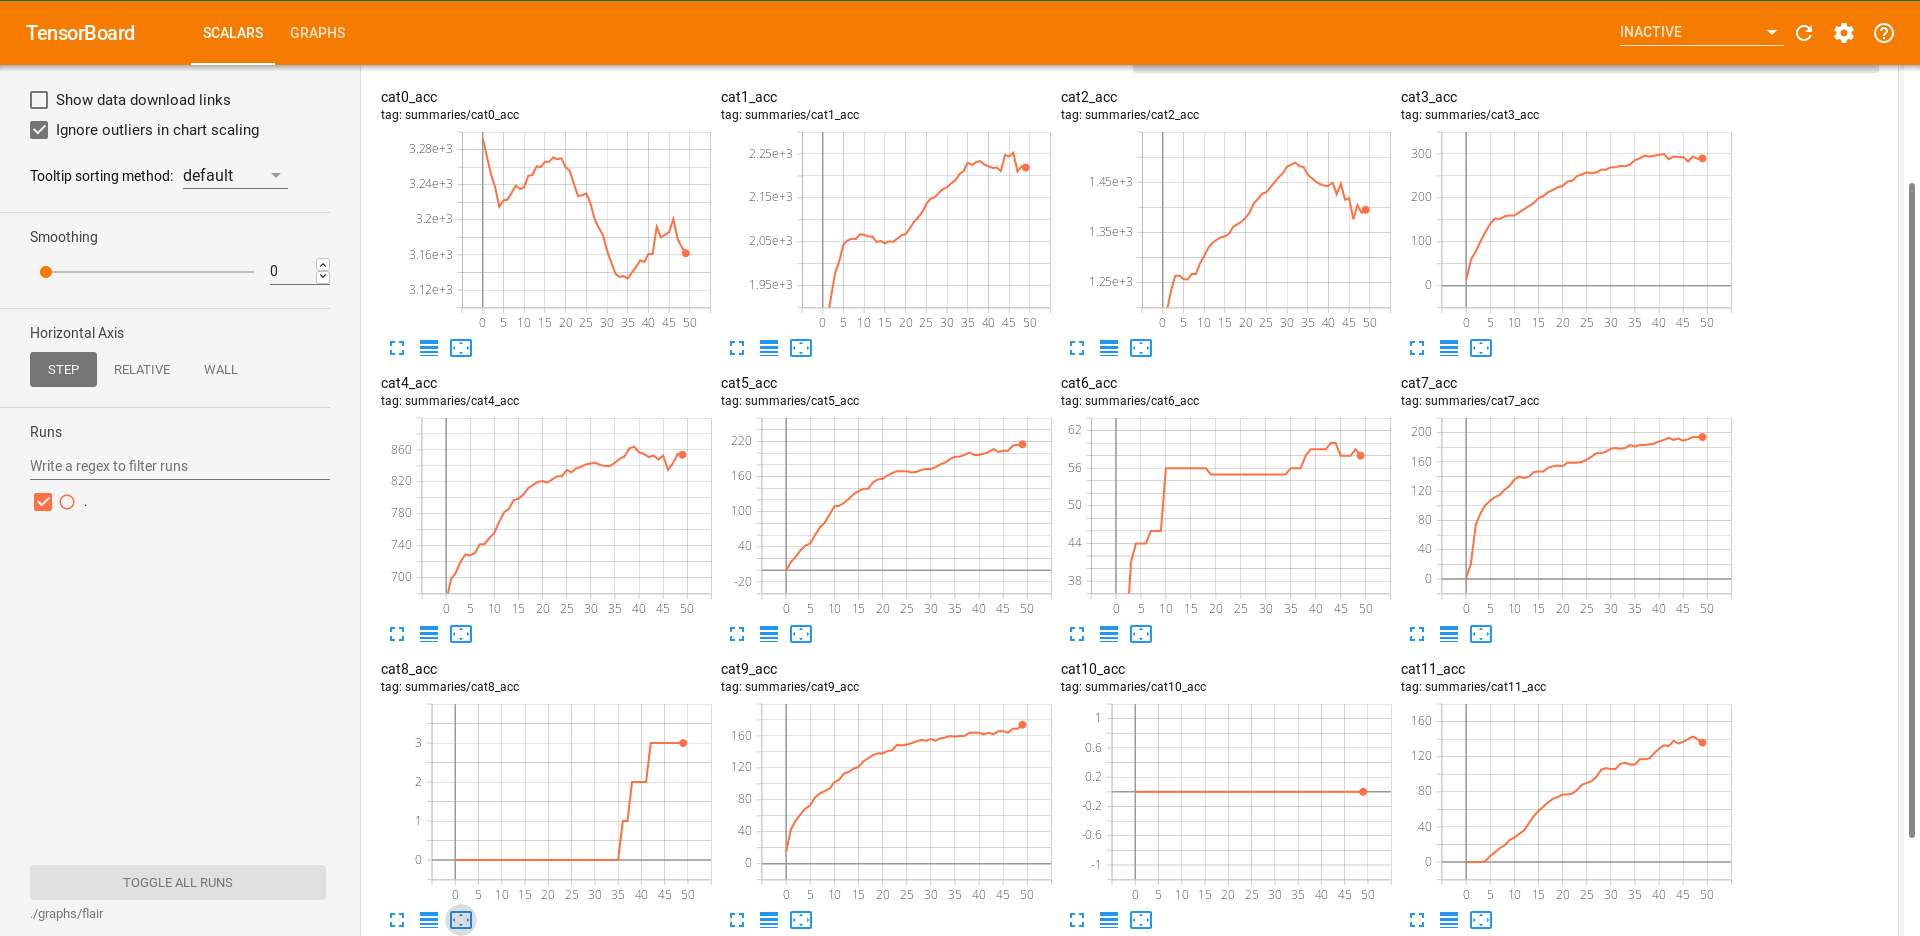 TensorBoard SCALARS GRAPHS INACTIVE
Show data download links
Ignore outliers in chart scaling
Tooltip sorting method: default
Smoothing
0
Horizontal Axis
STEP RELATIVE WALL
Runs
Write a regex to filter runs
.
TOGGLE ALL RUNS
./graphs/flair
cat0_acc
tag: summaries/cat0_acc
3.28e+3
3.24e+3
3.2e+3
3.16e+3
3.12e+3
0 5 10 15 20 25 30 35 40 45 50
cat1_acc
tag: summaries/cat1_acc
2.25e+3
2.15e+3
2.05e+3
1.95e+3
0 5 10 15 20 25 30 35 40 45 50
cat2_acc
tag: summaries/cat2_acc
1.45e+3
1.35e+3
1.25e+3
0 5 10 15 20 25 30 35 40 45 50
cat3_acc
tag: summaries/cat3_acc
300
200
100
0
0 5 10 15 20 25 30 35 40 45 50
cat4_acc
tag: summaries/cat4_acc
860
820
780
740
700
0 5 10 15 20 25 30 35 40 45 50
cat5_acc
tag: summaries/cat5_acc
220
160
100
40
-20
0 5 10 15 20 25 30 35 40 45 50
cat6_acc
tag: summaries/cat6_acc
62
56
50
44
38
0 5 10 15 20 25 30 35 40 45 50
cat7_acc
tag: summaries/cat7_acc
200
160
120
80
40
0
0 5 10 15 20 25 30 35 40 45 50
cat8_acc
tag: summaries/cat8_acc
3
2
1
0
0 5 10 15 20 25 30 35 40 45 50
cat9_acc
tag: summaries/cat9_acc
160
120
80
40
0
0 5 10 15 20 25 30 35 40 45 50
cat10_acc
tag: summaries/cat10_acc
1
0.6
0.2
-0.2
-0.6
-1
0 5 10 15 20 25 30 35 40 45 50
cat11_acc
tag: summaries/cat11_acc
160
120
80
40
0
0 5 10 15 20 25 30 35 40 45 50